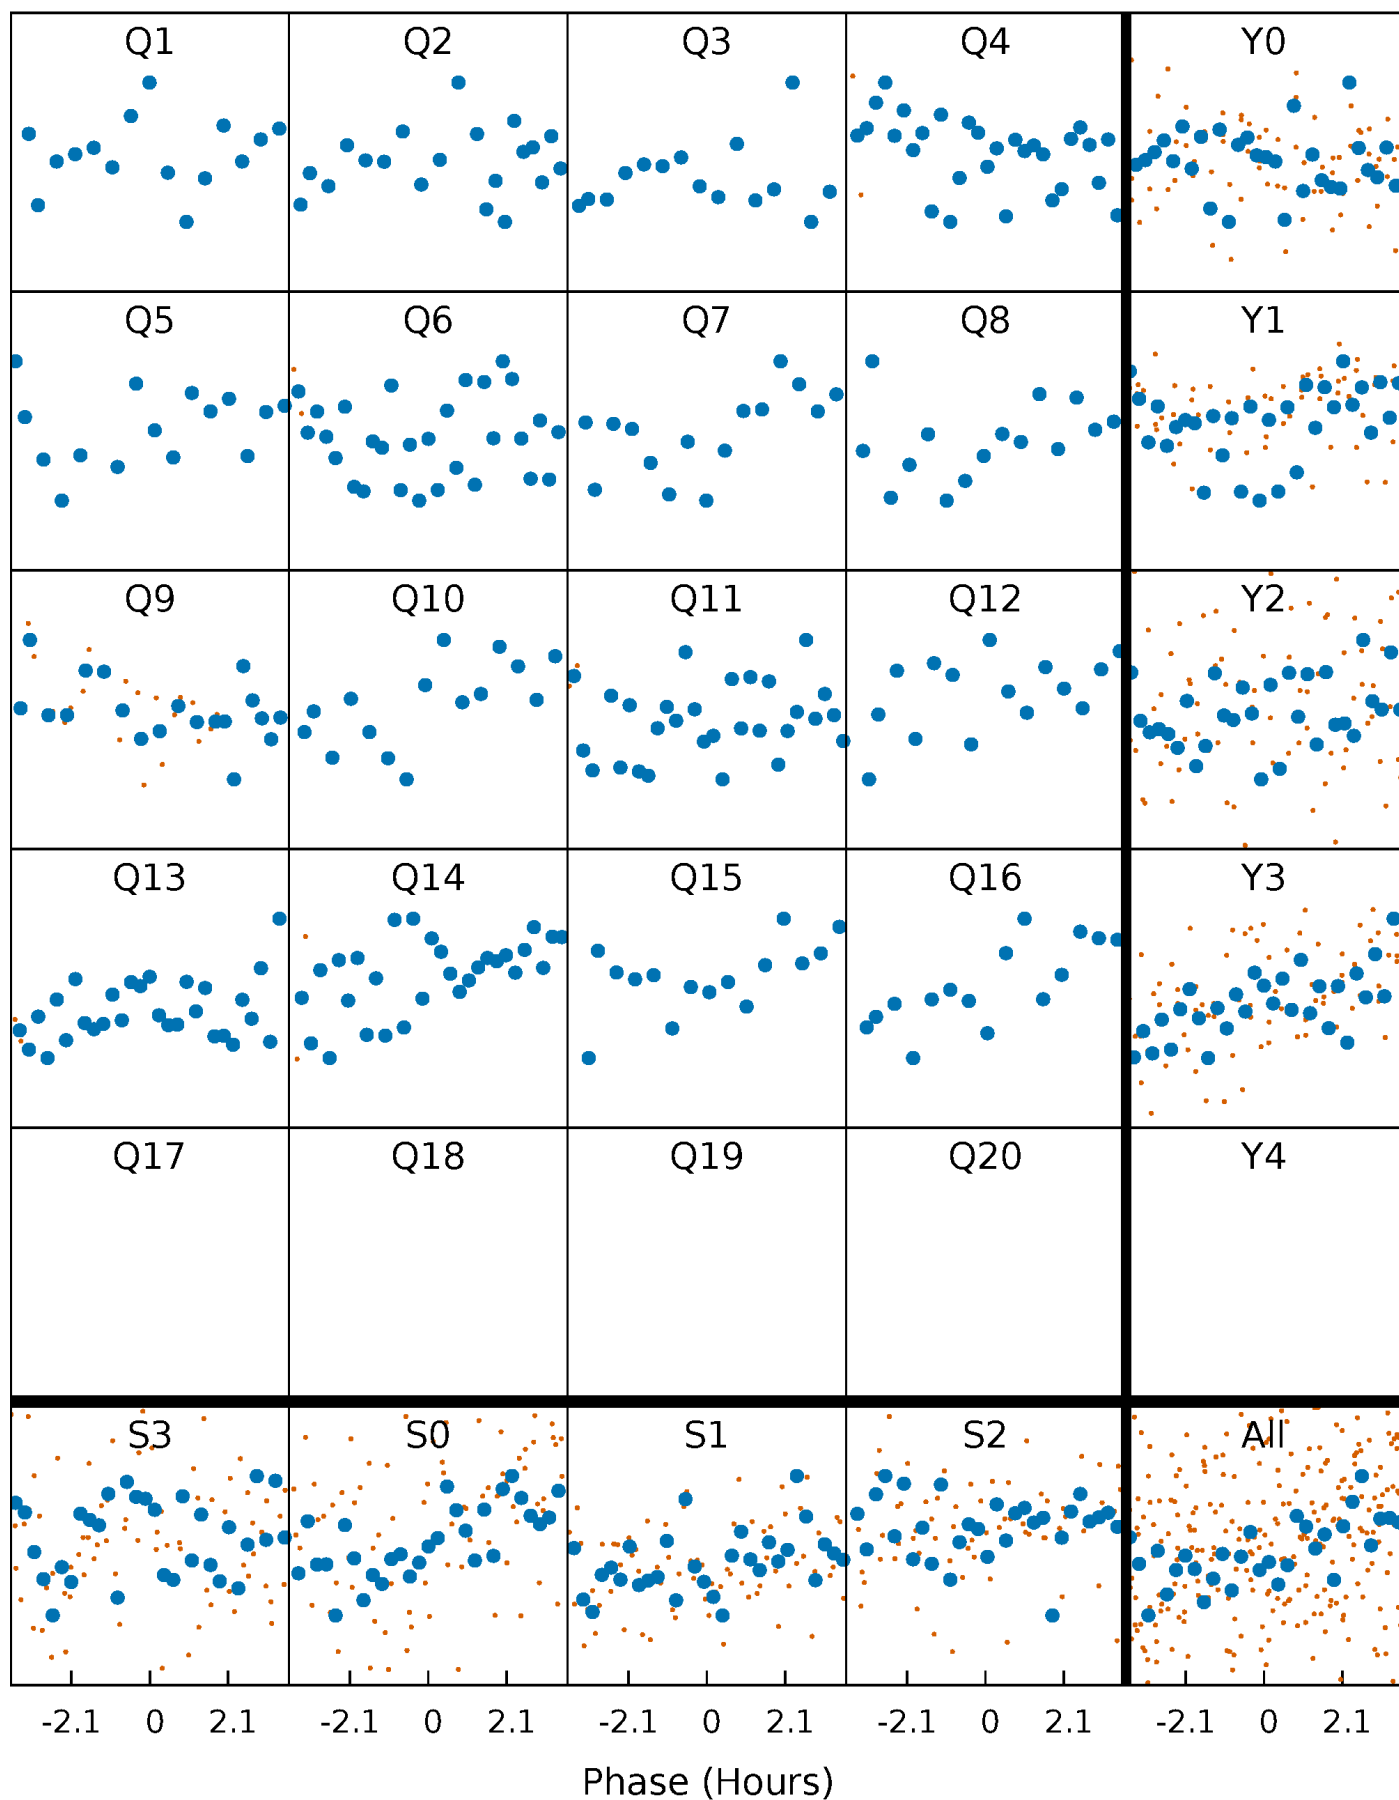 Q1 Q2 Q3 Q4 Y0
Q5 Q6 Q7 Q8 Y1
Q9 Q10 Q11 Q12 Y2
Q13 Q14 Q15 Q16 Y3
Q17 Q18 Q19 Q20 Y4
S3 S0 S1 S2 All
-2.1 0 2.1 -2.1 0 2.1 -2.1 0 2.1 -2.1 0 2.1 -2.1 0 2.1
Phase (Hours)